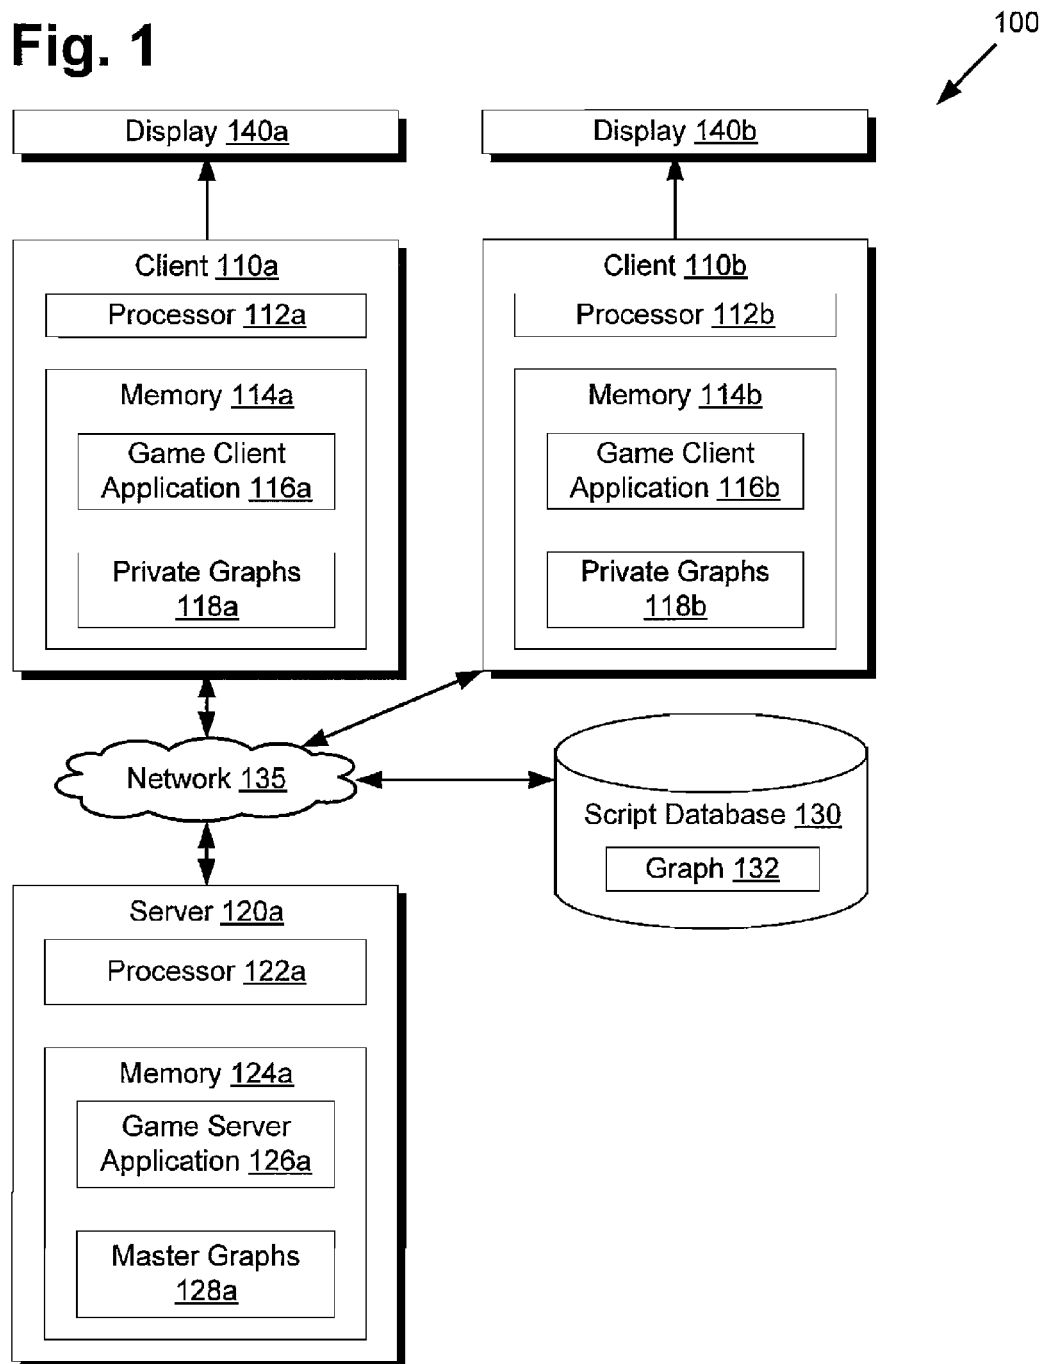 Fig. 1
100
Display 140a
Display 140b
Client 110a
Processor 112a
Memory 114a
Game Client
Application 116a
Private Graphs
118a
Client 110b
Processor 112b
Memory 114b
Game Client
Application 116b
Private Graphs
118b
Network 135
Script Database 130
Graph 132
Server 120a
Processor 122a
Memory 124a
Game Server
Application 126a
Master Graphs
128a